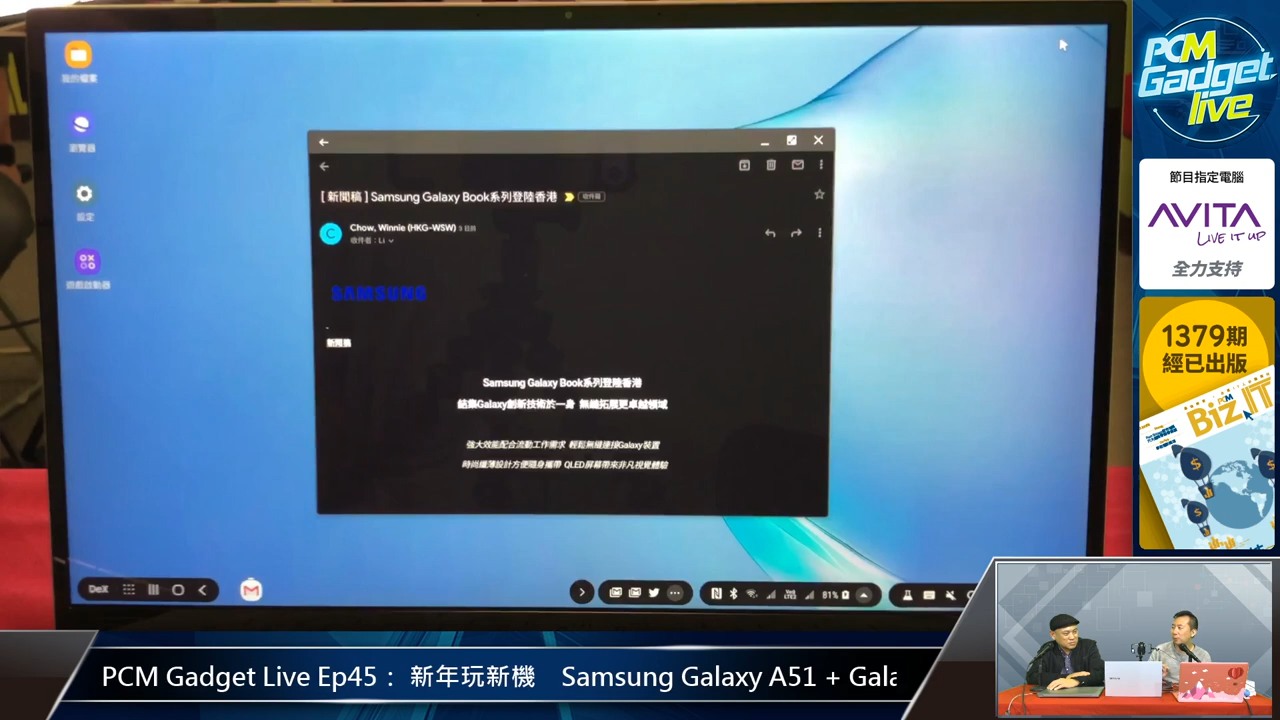 我的檔案
瀏覽器
設定
遊戲啟動器
[ 新聞稿 ] Samsung Galaxy Book系列登陸香港
收件匣
C
Chow, Winnie (HKG-WSW) 3 日前
收件者：Li
SAMSUNG
新聞稿
Samsung Galaxy Book系列登陸香港
結集Galaxy創新技術於一身 無縫拓展更卓越領域
強大效能配合流動工作需求 輕鬆無縫連接Galaxy裝置
時尚纖薄設計方便隨身攜帶 QLED屏幕帶來非凡視覺體驗
DeX
81%
PCM
Gadget
live
節目指定電腦
AVITA
LIVE IT UP
全力支持
1379期
經已出版
PCM
Biz IT
PCM Gadget Live Ep45： 新年玩新機 Samsung Galaxy A51 + Gala